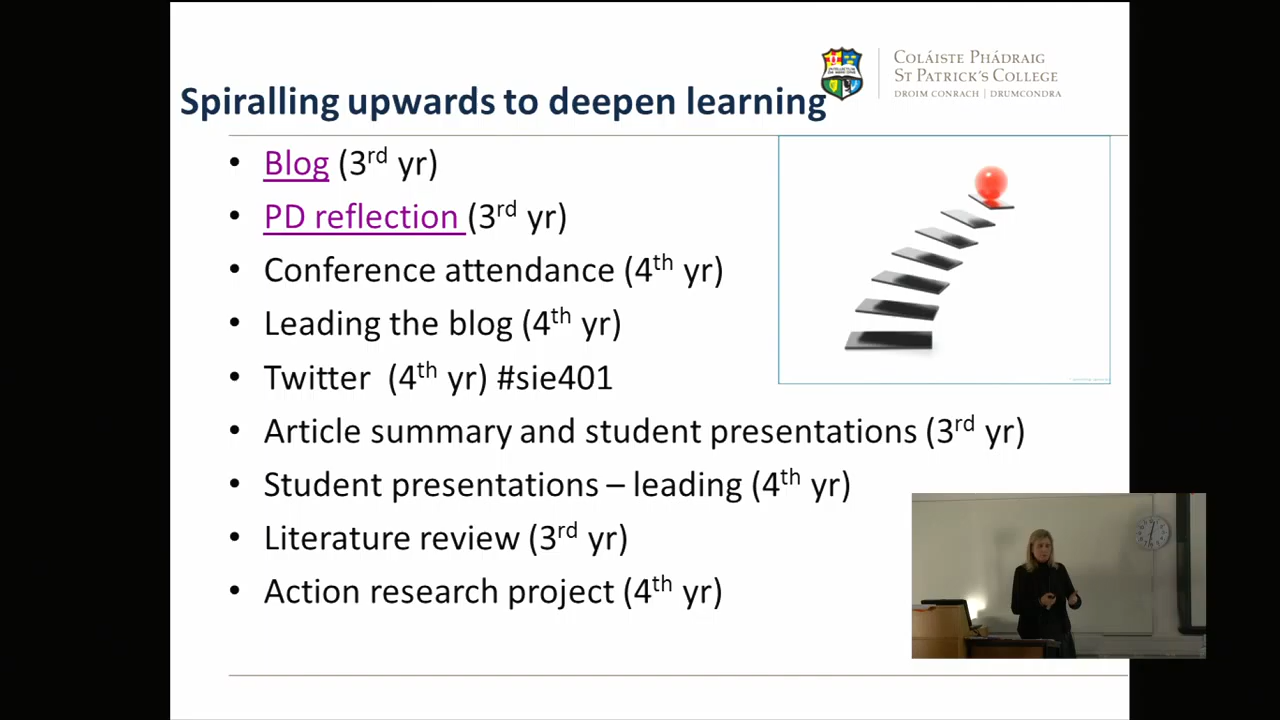 COLÁISTE PHÁDRAIG
ST PATRICK'S COLLEGE
DROIM CONRACH | DRUMCONDRA
Spiralling upwards to deepen learning
• Blog (3rd yr)
• PD reflection (3rd yr)
• Conference attendance (4th yr)
• Leading the blog (4th yr)
• Twitter (4th yr) #sie401
• Article summary and student presentations (3rd yr)
• Student presentations – leading (4th yr)
• Literature review (3rd yr)
• Action research project (4th yr)